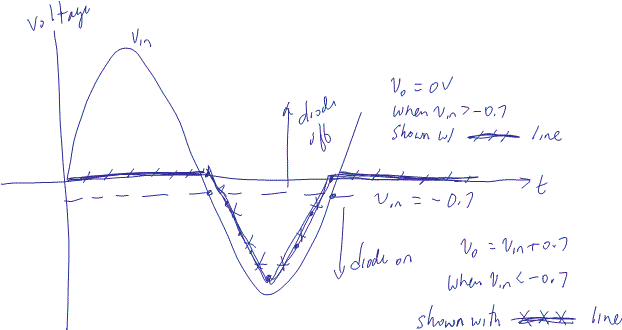 voltage
Vin
diode
off
Vo = 0V
when Vin > -0.7
shown w/ line
t
Vin = -0.7
diode on
Vo = Vin + 0.7
when Vin < -0.7
shown with line